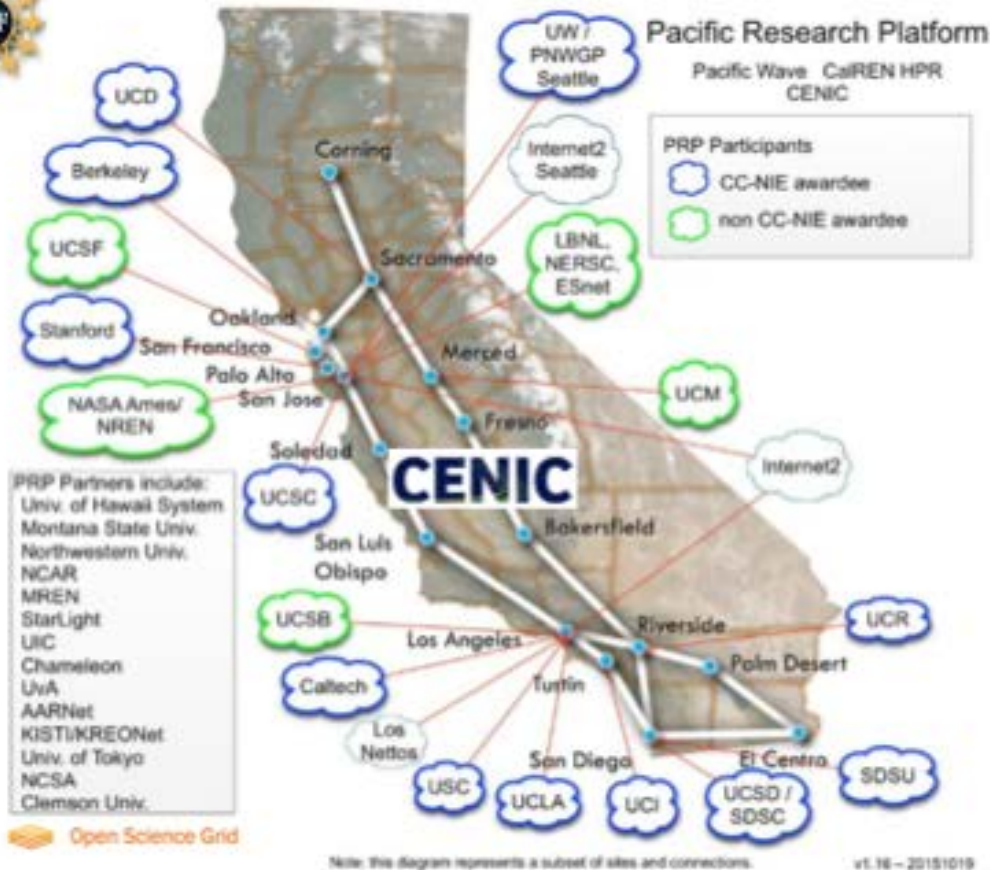 Pacific Research Platform
Pacific Wave CalREN HPR
CENIC
PRP Participants
CC-NIE awardee
non CC-NIE awardee
UW /
PNWGP
Seattle
UCD
Internet2
Seattle
Corning
Berkeley
UCSF
LBNL,
NERSC,
ESnet
Sacramento
Oakland
Stanford
San Francisco
Merced
Palo Alto
San Jose
UCM
NASA Ames/
NREN
Fresno
Soledad
CENIC
Internet2
PRP Partners include:
Univ. of Hawaii System
Montana State Univ.
Northwestern Univ.
NCAR
MREN
StarLight
UIC
Chameleon
UvA
AARNet
KISTI/KREONet
Univ. of Tokyo
NCSA
Clemson Univ.
UCSC
San Luis
Obispo
Bakersfield
UCSB
Los Angeles
Riverside
UCR
Caltech
Tustin
Palm Desert
Los
Nettos
San Diego
El Centro
USC
UCLA
UCI
UCSD /
SDSC
SDSU
Open Science Grid
Note: this diagram represents a subset of sites and connections.
v1.16 – 20151019